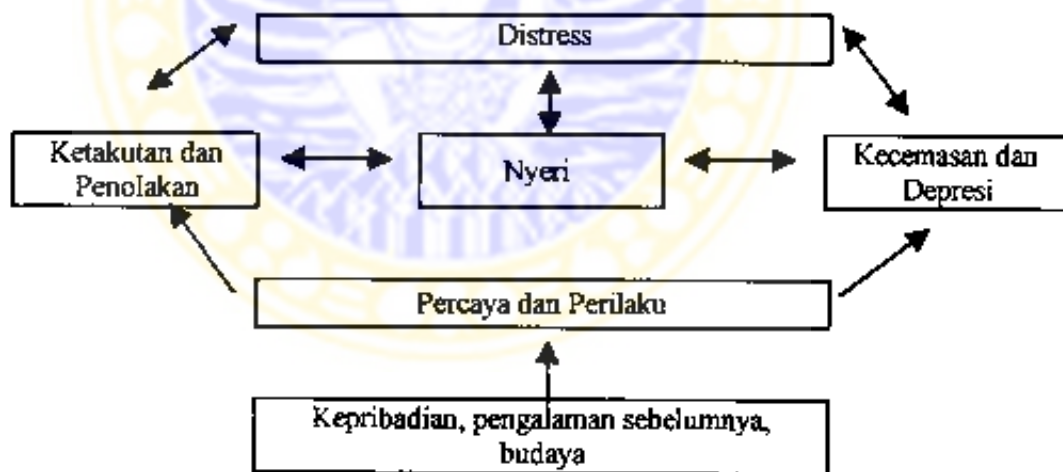 Distress
Ketakutan dan
Penolakan
Nyeri
Kecemasan dan
Depresi
Percaya dan Perilaku
Kepribadian, pengalaman sebelumnya,
budaya